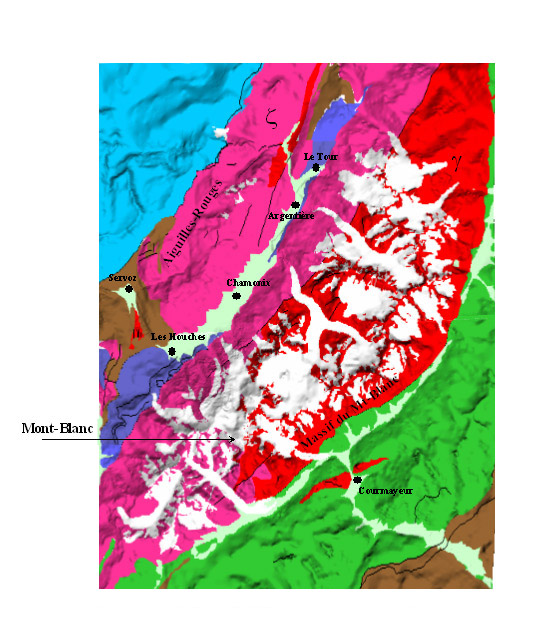 ζ
Le Tour
γ
Aiguilles-Rouges
Argentière
Servoz
Chamonix
Les Houches
Massif du Mt-Blanc
Mont-Blanc
Courmayeur